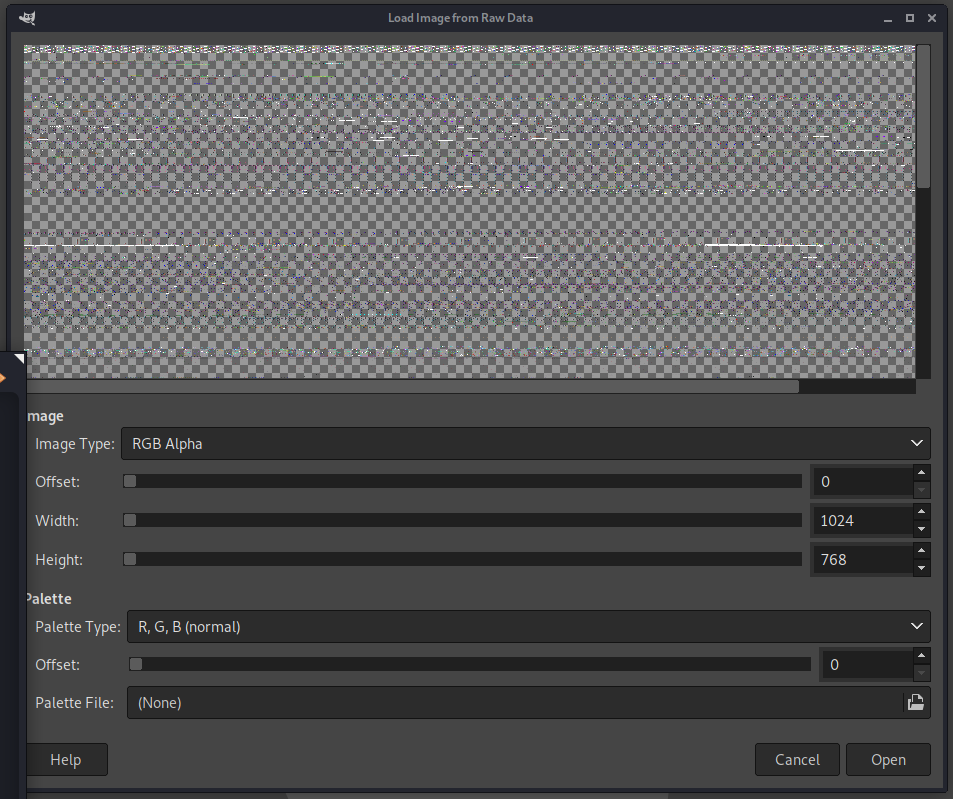 Load Image from Raw Data
Image
Image Type: RGB Alpha
Offset: 0
Width: 1024
Height: 768
Palette
Palette Type: R, G, B (normal)
Offset: 0
Palette File: (None)
Help Cancel Open